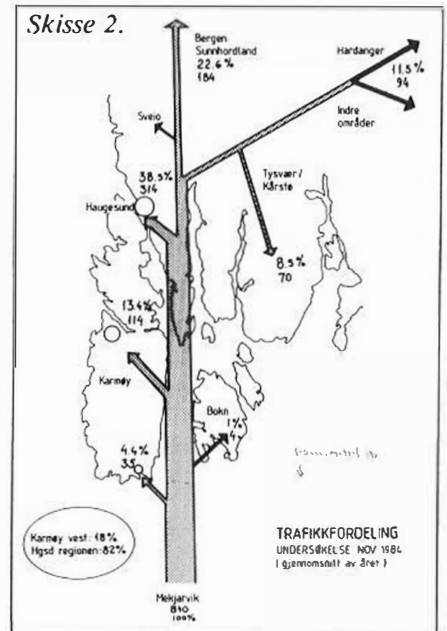 Skisse 2.
Bergen
Sunnhordland
22.6%
184
Hardanger
11.5%
94
Indre
områder
Sveio
38.5%
314
Haugesund
Tysvær/
Kårstø
8.5%
70
13.4%
114
Karmøy
Bokn
1%
4.4%
35
Karmøy vest: 18%
Hgsd regionen: 82%
TRAFIKKFORDELING
UNDERSØKELSE NOV 1984
( gjennomsnitt av året )
Mekjarvik
810
100%